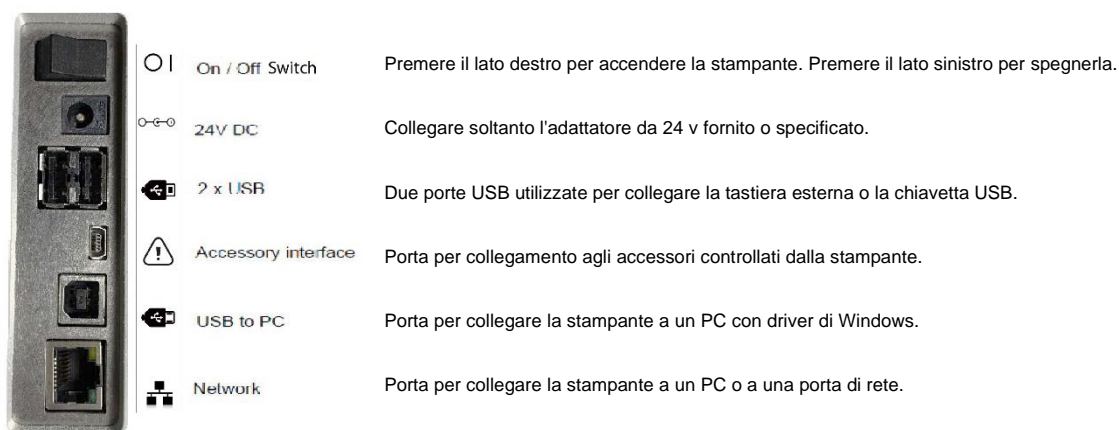 On / Off Switch Premere il lato destro per accendere la stampante. Premere il lato sinistro per spegnerla.
24V DC Collegare soltanto l'adattatore da 24 v fornito o specificato.
2 x USB Due porte USB utilizzate per collegare la tastiera esterna o la chiavetta USB.
Accessory interface Porta per collegamento agli accessori controllati dalla stampante.
USB to PC Porta per collegare la stampante a un PC con driver di Windows.
Network Porta per collegare la stampante a un PC o a una porta di rete.